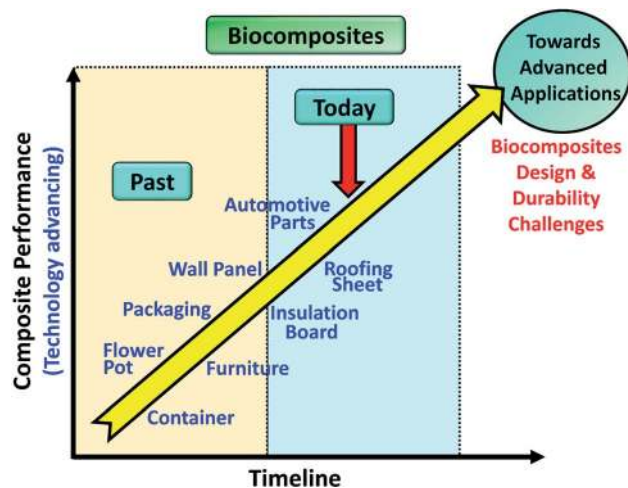 Biocomposites
Towards
Advanced
Applications
Today
Past
Biocomposites
Design &
Durability
Challenges
Automotive
Parts
Wall Panel
Roofing
Sheet
Packaging
Insulation
Board
Flower
Pot
Furniture
Container
Composite Performance
(Technology advancing)
Timeline